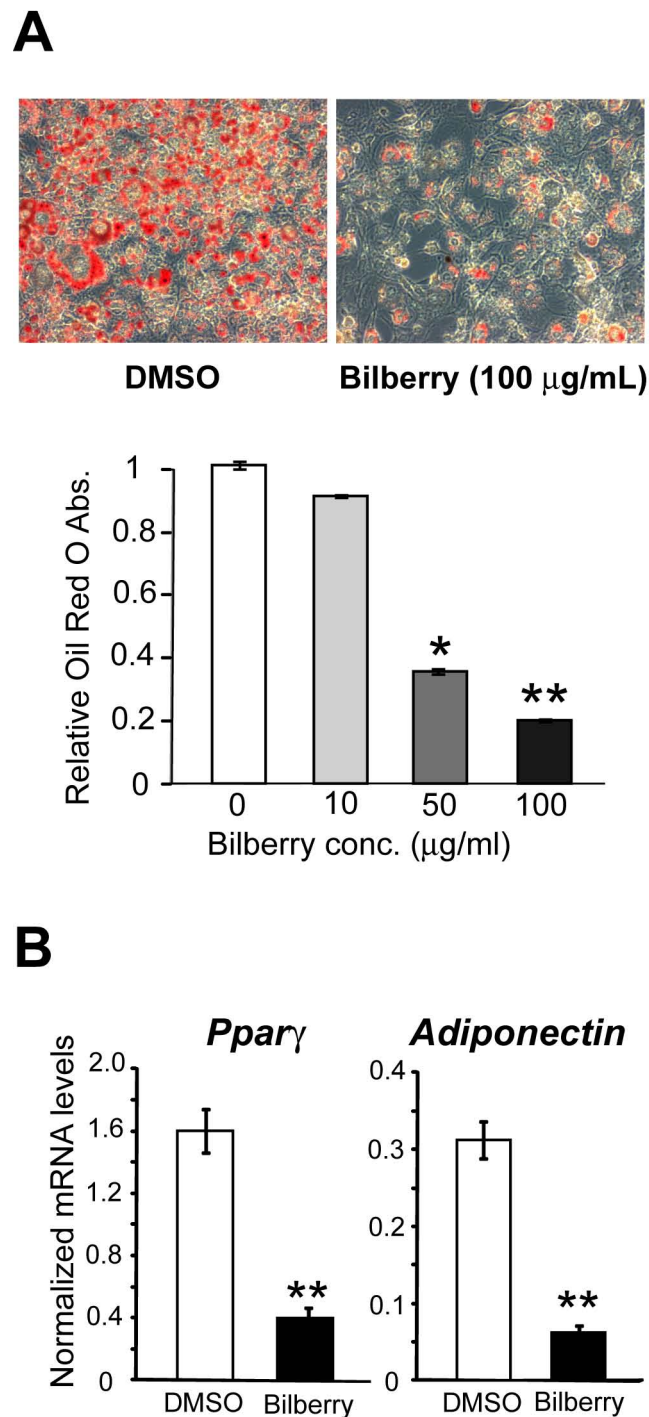 A
DMSO
Bilberry (100 μg/mL)
Relative Oil Red O Abs.
1
0.8
0.6
0.4
0.2
0
*
**
0 10 50 100
Bilberry conc. (μg/ml)
B
Pparγ
Adiponectin
Normalized mRNA levels
2.0
1.6
1.2
0.8
0.4
0
**
DMSO Bilberry
0.4
0.3
0.2
0.1
0
**
DMSO Bilberry